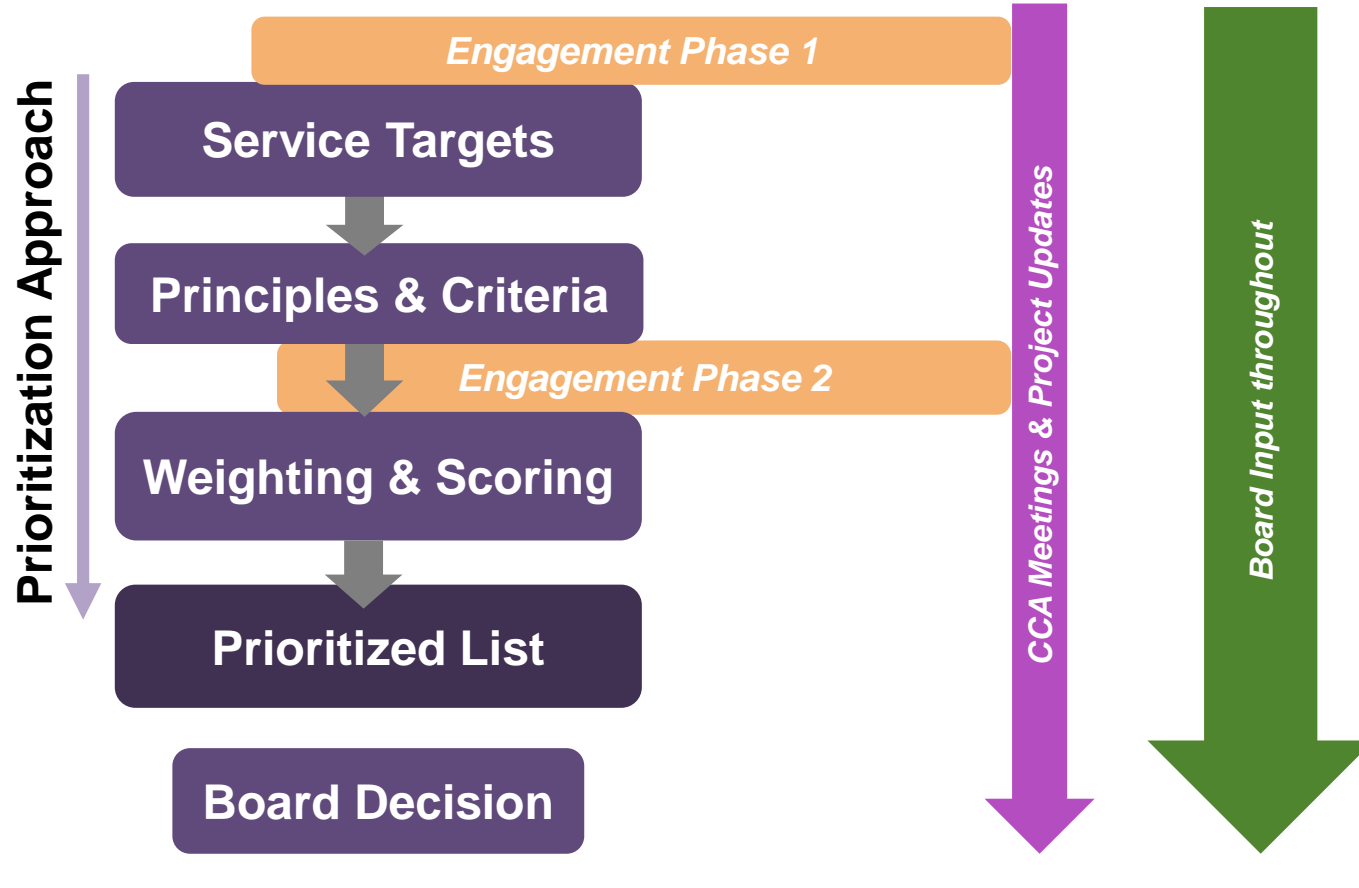 Prioritization Approach
Engagement Phase 1
Service Targets
Principles & Criteria
Engagement Phase 2
Weighting & Scoring
Prioritized List
Board Decision
CCA Meetings & Project Updates
Board Input throughout